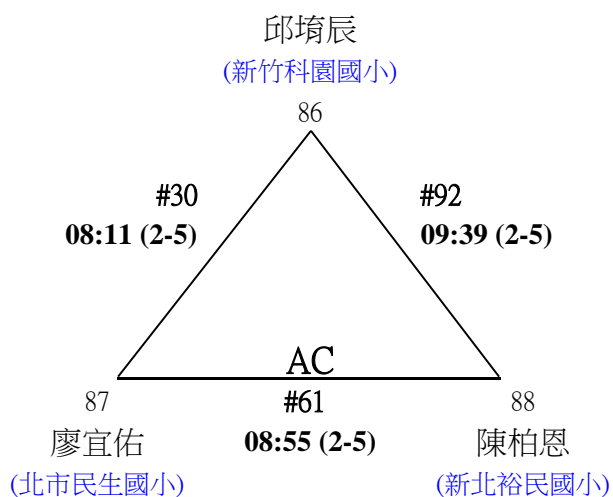 邱堉辰
(新竹科園國小)
86
#30
08:11 (2-5)
#92
09:39 (2-5)
AC
87
#61
88
廖宜佑
08:55 (2-5)
陳柏恩
(北市民生國小)
(新北裕民國小)